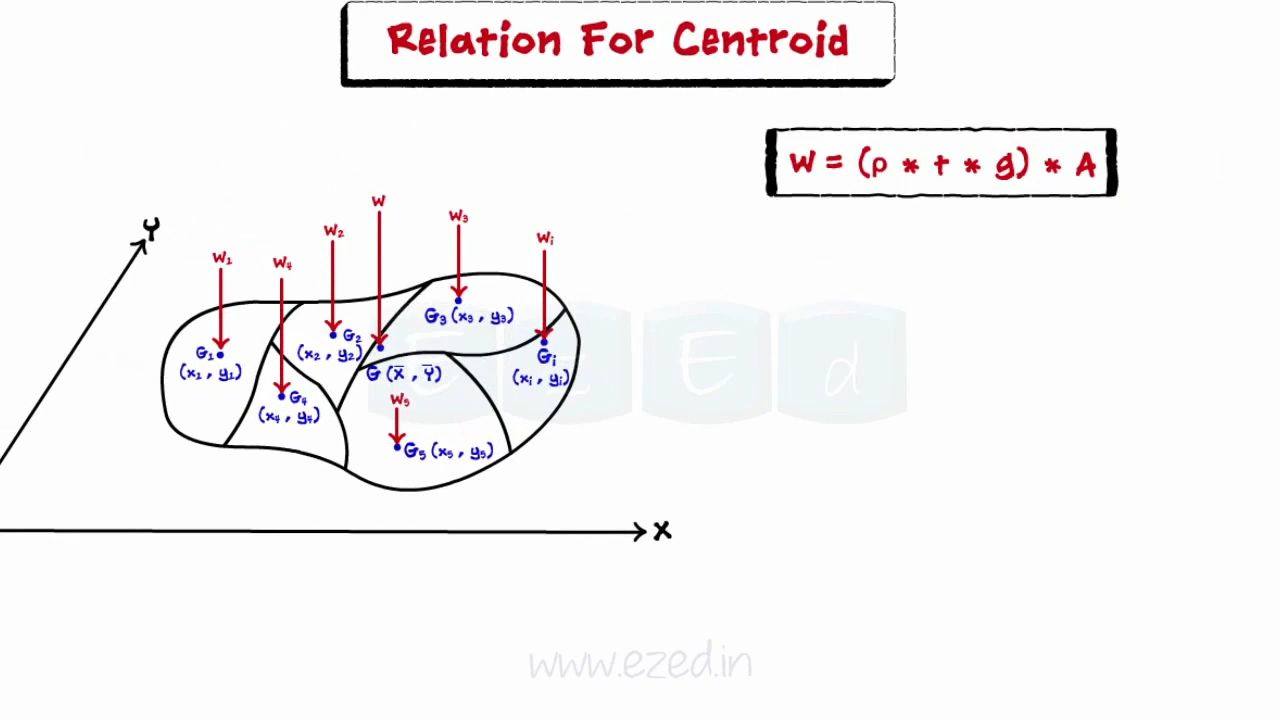 Relation For Centroid
W = (ρ * t * g) * A
Y
W
W₃
W₂
Wᵢ
W₁
W₄
G₃ (x₃ , y₃)
G₂
(x₂ , y₂)
G₁
(x₁ , y₁)
Gᵢ
(xᵢ , yᵢ)
G (X̅ , Y̅)
G₄
(x₄ , y₄)
W₅
G₅ (x₅ , y₅)
E z E d
X
www.ezed.in